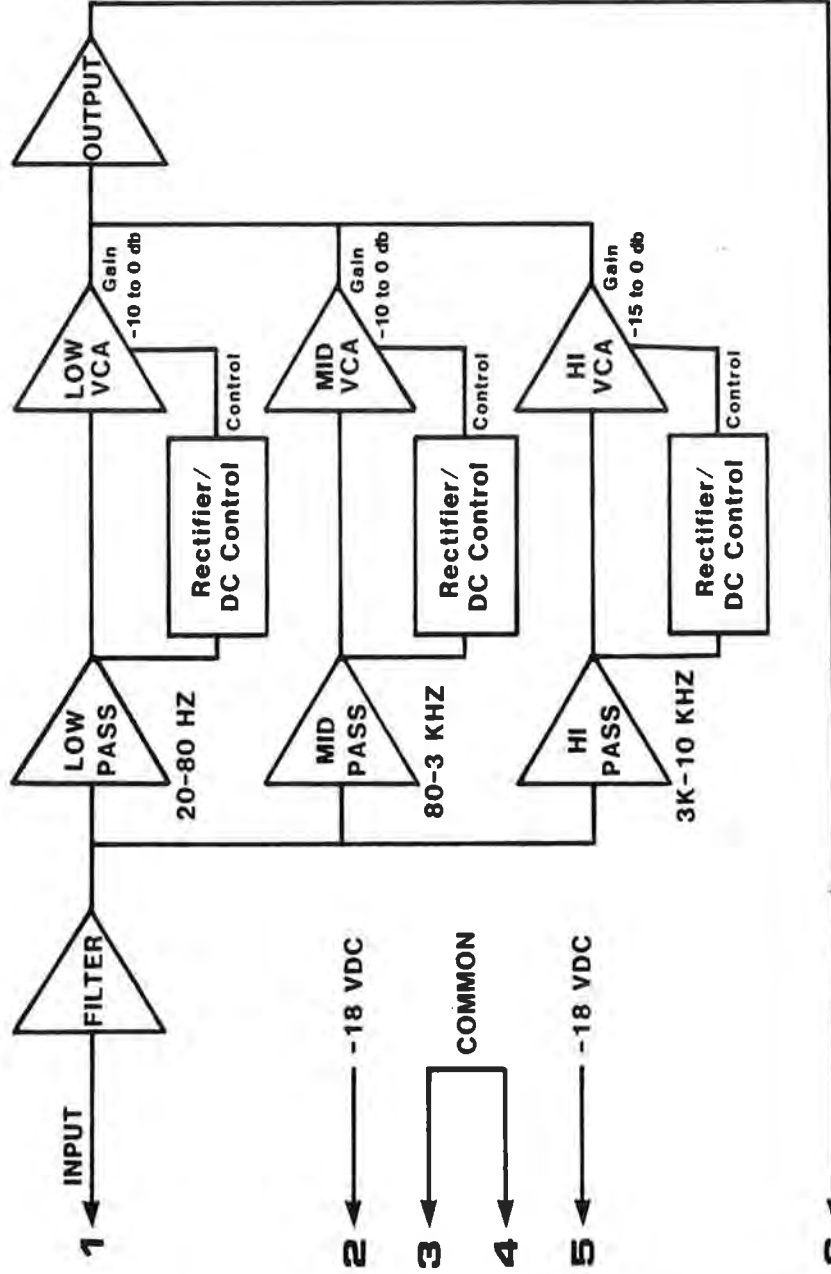 1
INPUT
FILTER
LOW
PASS
20-80 HZ
Rectifier/
DC Control
Control
LOW
VCA
Gain
-10 to 0 db
OUTPUT
MID
PASS
80-3 KHZ
Rectifier/
DC Control
Control
MID
VCA
Gain
-10 to 0 db
HI
PASS
3K-10 KHZ
Rectifier/
DC Control
Control
HI
VCA
Gain
-15 to 0 db
2
-18 VDC
3
COMMON
4
5
-18 VDC